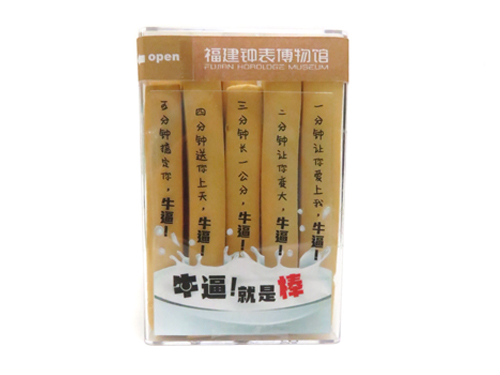 open
福建钟表博物馆
FUJIAN HOROLOGE MUSEUM
一分钟让你爱上我，牛逼！
二分钟让你变大，牛逼！
三分钟长一公分，牛逼！
四分钟送你上天，牛逼！
五分钟搞定你，牛逼！
牛逼！就是棒